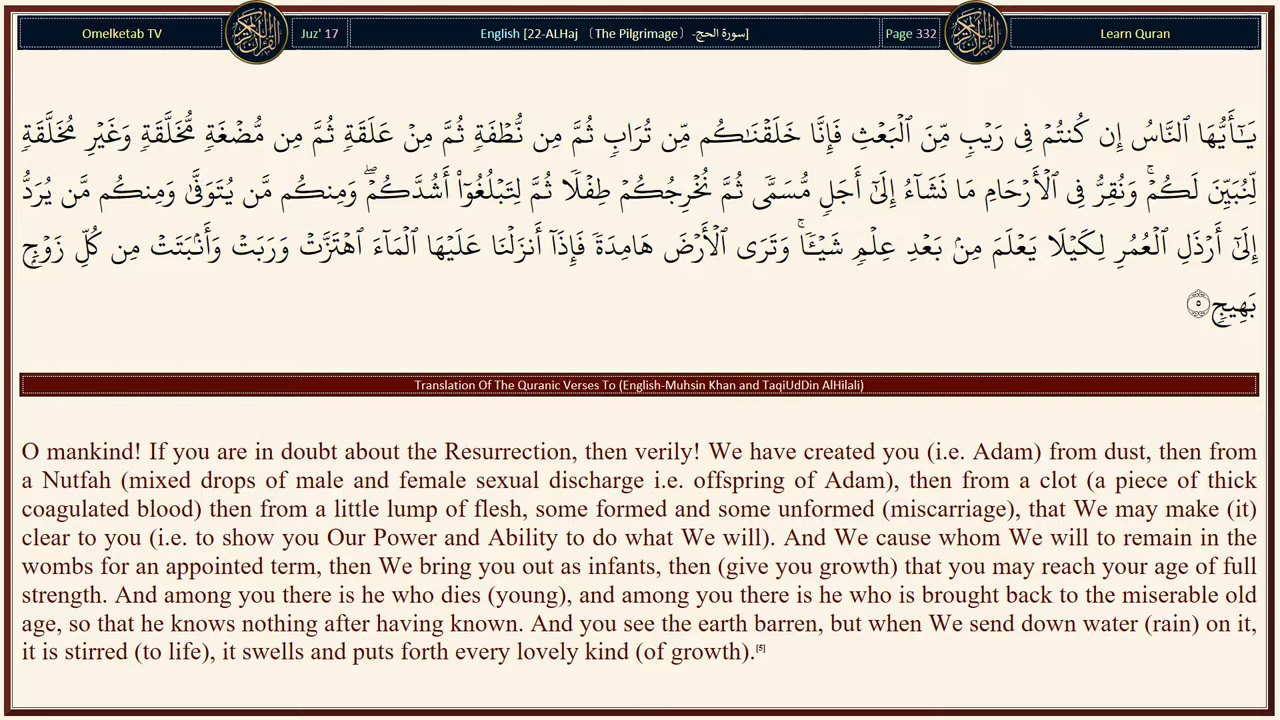 Omelketab TV
Juz' 17
English [22-ALHaj （The Pilgrimage）-سورة الحج]
Page 332
Learn Quran
يَـٰٓأَيُّهَا ٱلنَّاسُ إِن كُنتُمْ فِى رَيْبٍ مِّنَ ٱلْبَعْثِ فَإِنَّا خَلَقْنَـٰكُم مِّن تُرَابٍ ثُمَّ مِن نُّطْفَةٍ ثُمَّ مِنْ عَلَقَةٍ ثُمَّ مِن مُّضْغَةٍ مُّخَلَّقَةٍ وَغَيْرِ مُخَلَّقَةٍ
لِّنُبَيِّنَ لَكُمْ ۚ وَنُقِرُّ فِى ٱلْأَرْحَامِ مَا نَشَآءُ إِلَىٰٓ أَجَلٍ مُّسَمًّى ثُمَّ نُخْرِجُكُمْ طِفْلًا ثُمَّ لِتَبْلُغُوٓا۟ أَشُدَّكُمْ ۖ وَمِنكُم مَّن يُتَوَفَّىٰ وَمِنكُم مَّن يُرَدُّ
إِلَىٰٓ أَرْذَلِ ٱلْعُمُرِ لِكَيْلَا يَعْلَمَ مِنۢ بَعْدِ عِلْمٍ شَيْـًٔا ۚ وَتَرَى ٱلْأَرْضَ هَامِدَةً فَإِذَآ أَنزَلْنَا عَلَيْهَا ٱلْمَآءَ ٱهْتَزَّتْ وَرَبَتْ وَأَنۢبَتَتْ مِن كُلِّ زَوْجٍۭ
بَهِيجٍ ٥
Translation Of The Quranic Verses To (English-Muhsin Khan and TaqiUdDin AlHilali)
O mankind! If you are in doubt about the Resurrection, then verily! We have created you (i.e. Adam) from dust, then from
a Nutfah (mixed drops of male and female sexual discharge i.e. offspring of Adam), then from a clot (a piece of thick
coagulated blood) then from a little lump of flesh, some formed and some unformed (miscarriage), that We may make (it)
clear to you (i.e. to show you Our Power and Ability to do what We will). And We cause whom We will to remain in the
wombs for an appointed term, then We bring you out as infants, then (give you growth) that you may reach your age of full
strength. And among you there is he who dies (young), and among you there is he who is brought back to the miserable old
age, so that he knows nothing after having known. And you see the earth barren, but when We send down water (rain) on it,
it is stirred (to life), it swells and puts forth every lovely kind (of growth).[5]